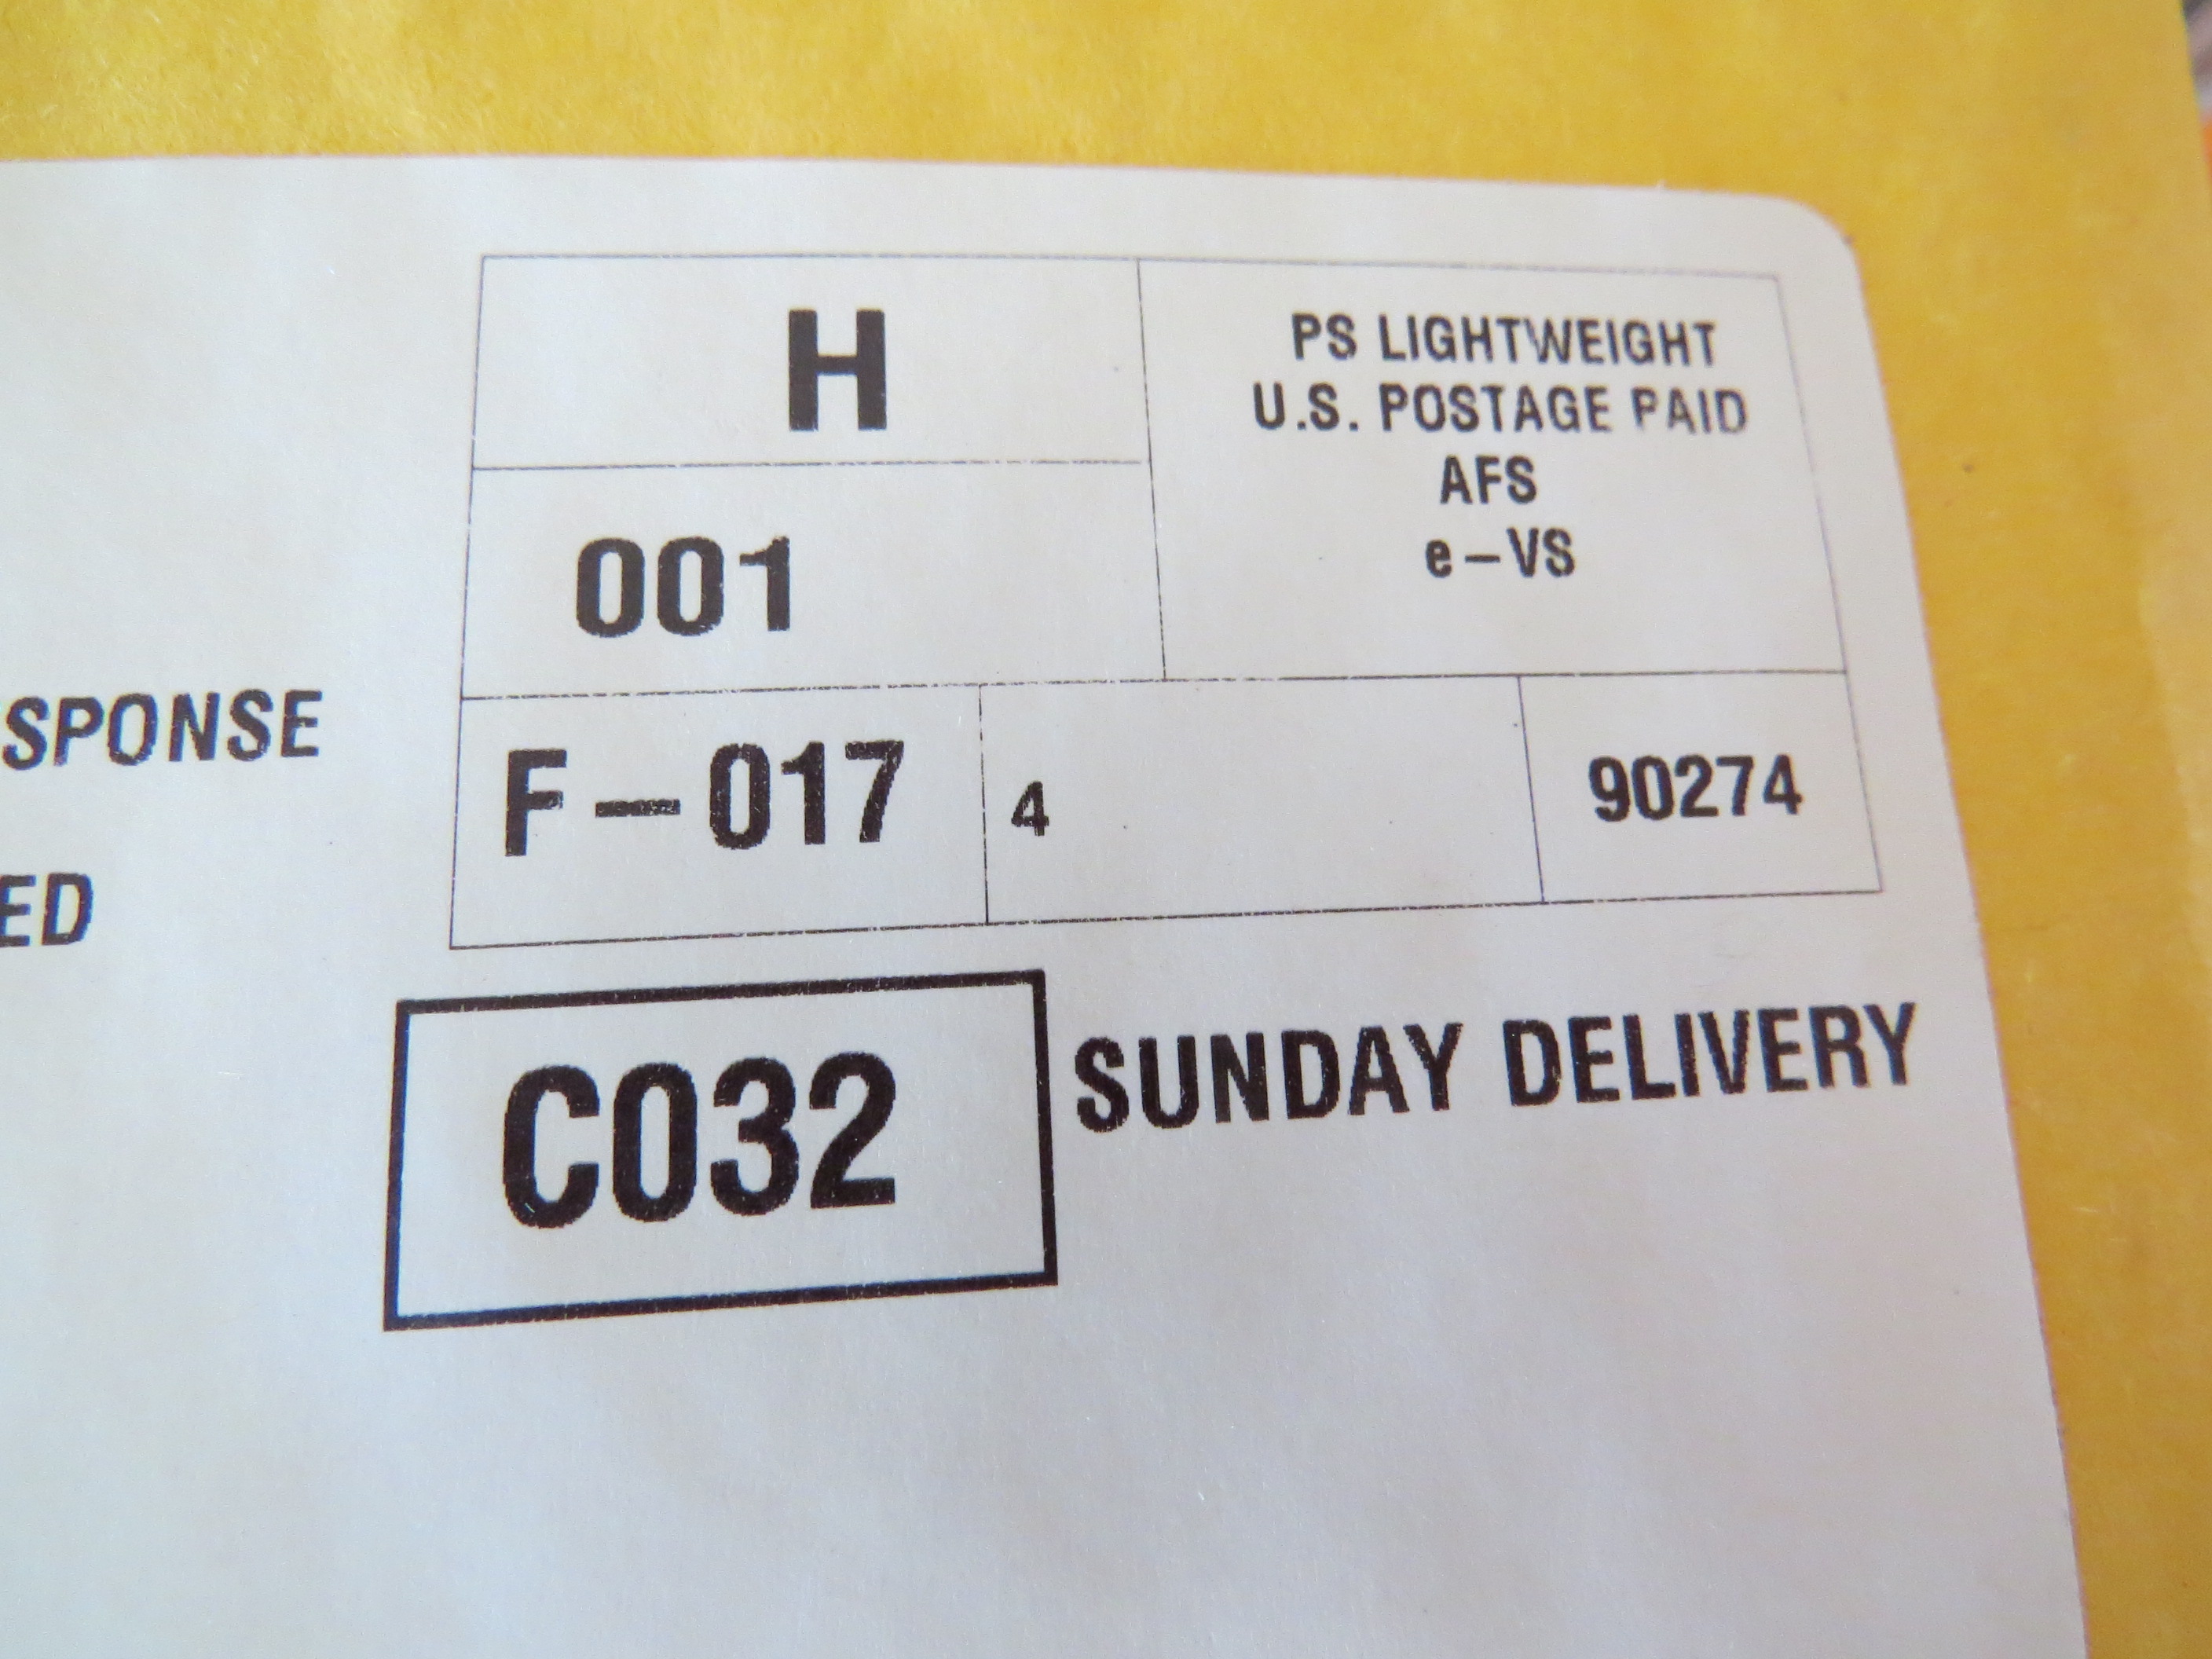 H
PS LIGHTWEIGHT
U.S. POSTAGE PAID
AFS
e-VS
001
SPONSE
F-017
4
90274
ED
C032
SUNDAY DELIVERY